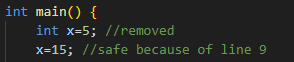 int main() {
    int x=5; //removed
    x=15; //safe because of line 9